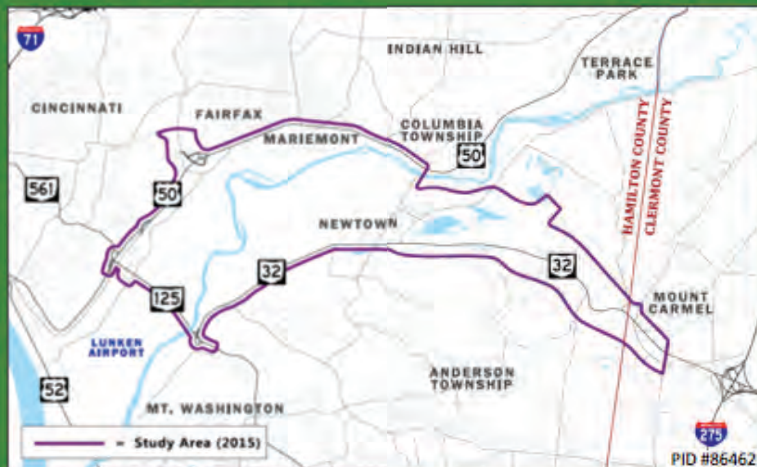 71
INDIAN HILL
TERRACE
PARK
CINCINNATI
FAIRFAX
MARIEMONT
COLUMBIA
TOWNSHIP
50
HAMILTON COUNTY
CLERMONT COUNTY
561
50
NEWTOWN
32
32
125
MOUNT
CARMEL
LUNKEN
AIRPORT
ANDERSON
TOWNSHIP
52
MT. WASHINGTON
275
= Study Area (2015)
PID #86462